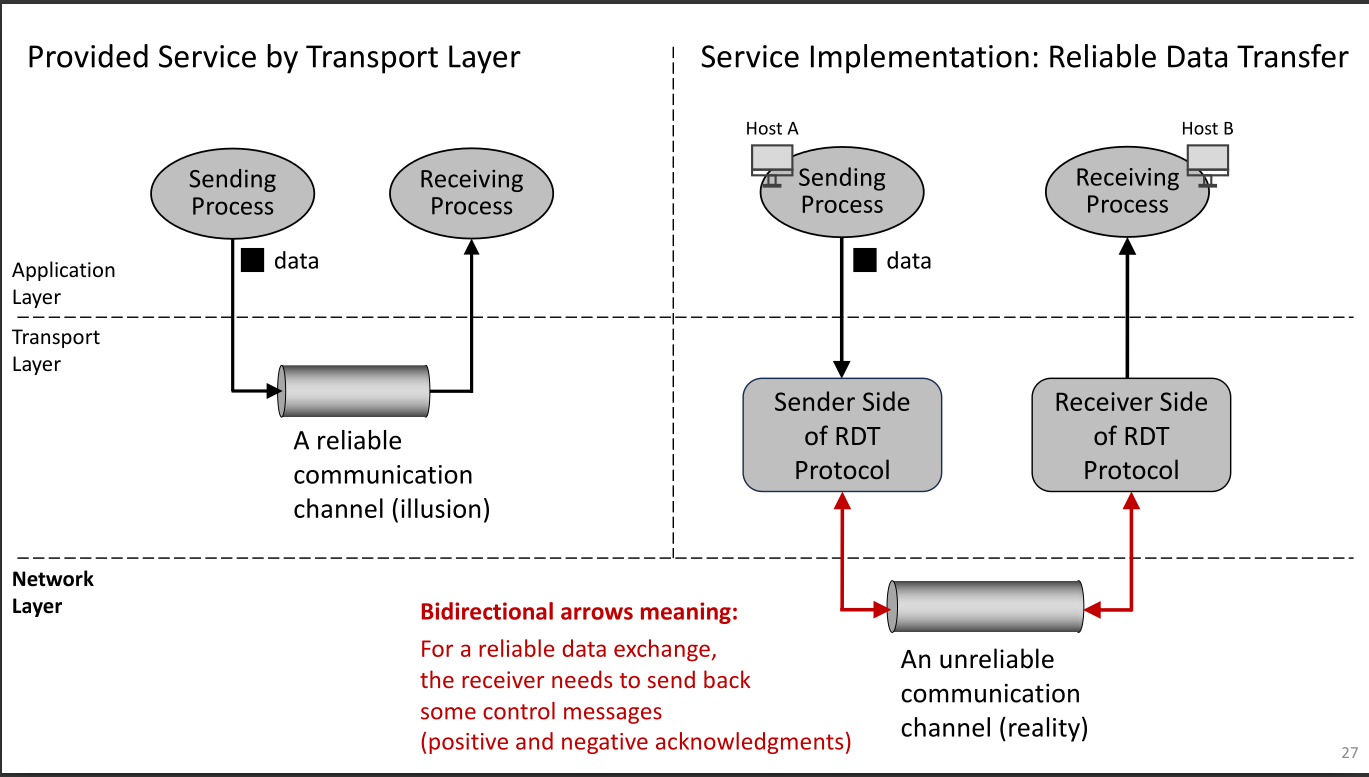 Provided Service by Transport Layer
Sending
Process
Receiving
Process
data
Application
Layer
Transport
Layer
A reliable
communication
channel (illusion)
Service Implementation: Reliable Data Transfer
Host A
Host B
Sending
Process
Receiving
Process
data
Sender Side
of RDT
Protocol
Receiver Side
of RDT
Protocol
Network
Layer
Bidirectional arrows meaning:
For a reliable data exchange,
the receiver needs to send back
some control messages
(positive and negative acknowledgments)
An unreliable
communication
channel (reality)
27